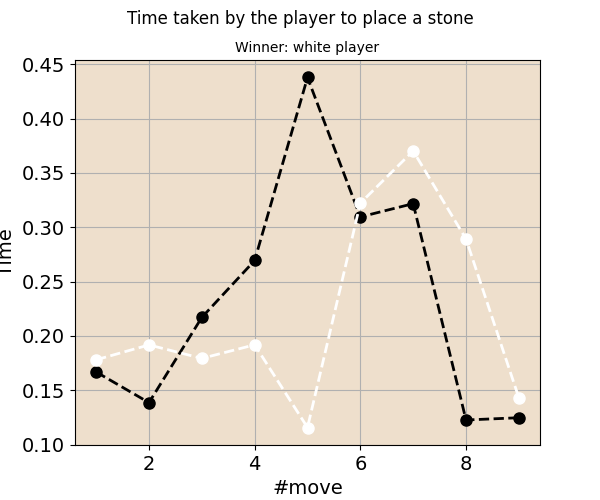 Time taken by the player to place a stone
Winner: white player
0.45
0.40
0.35
0.30
0.25
0.20
0.15
0.10
Time
2 4 6 8
#move